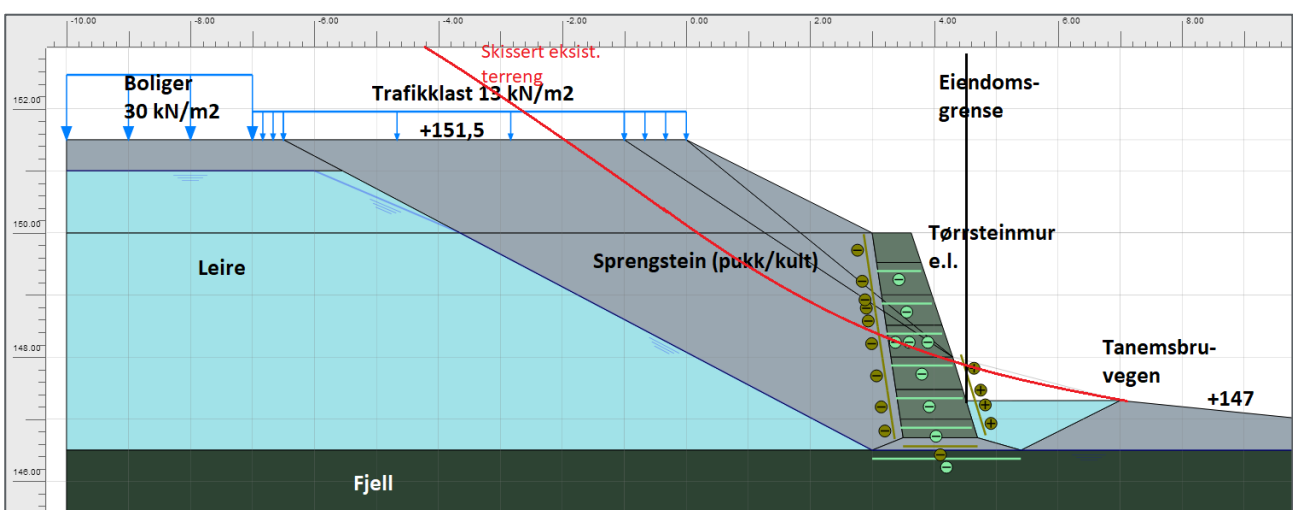 -10.00 -8.00 -6.00 -4.00 -2.00 0.00 2.00 4.00 6.00 8.00
Skissert eksist.
terreng
Boliger
30 kN/m2
Trafikklast 13 kN/m2
+151,5
Eiendoms-
grense
152.00
150.00
148.00
146.00
Leire
Sprengstein (pukk/kult)
Tørrsteinmur
e.l.
Tanemsbru-
vegen
+147
Fjell